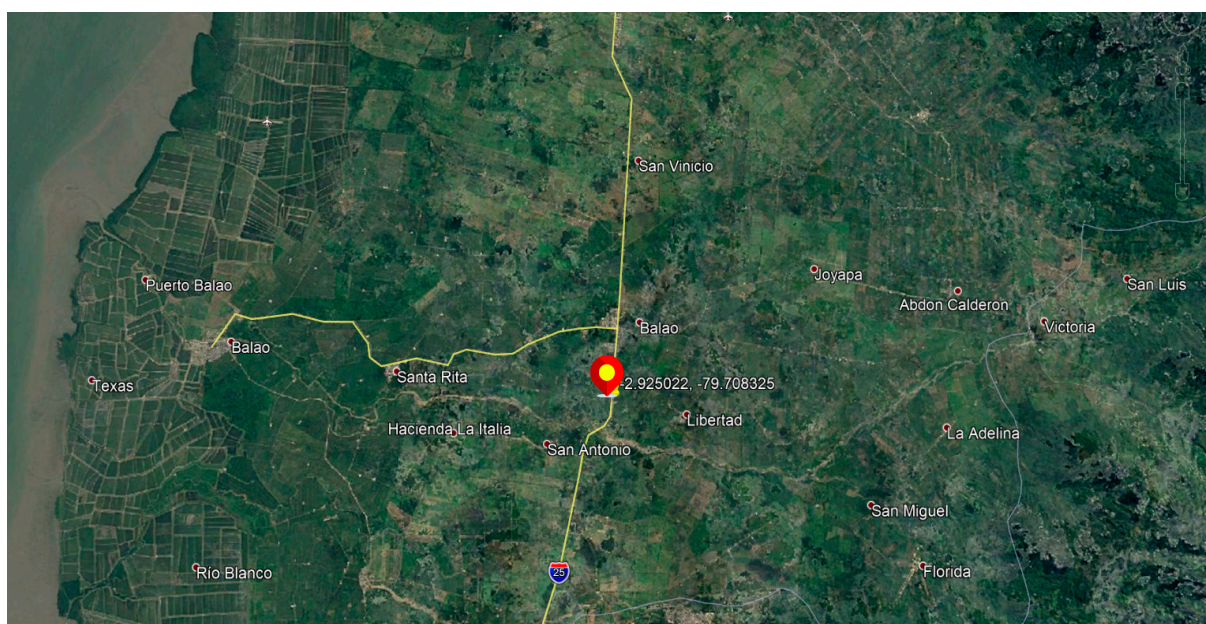 San Vinicio
Joyapa
Puerto Balao
San Luis
Abdon Calderon
Balao
Victoria
Balao
Santa Rita
Texas
-2.925022, -79.708325
Libertad
Hacienda La Italia
La Adelina
San Antonio
San Miguel
Río Blanco
25
Florida